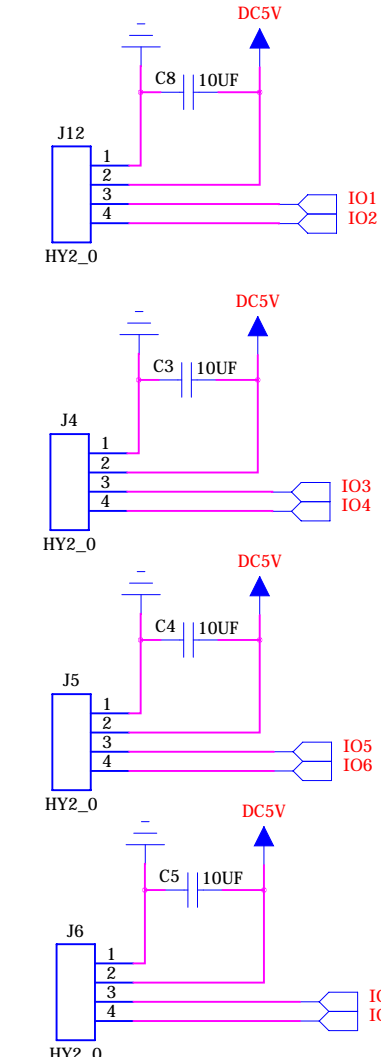 DC5V
C8 10UF
J12
1
2
3 IO1
4 IO2
HY2_0
DC5V
C3 10UF
J4
1
2
3 IO3
4 IO4
HY2_0
DC5V
C4 10UF
J5
1
2
3 IO5
4 IO6
HY2_0
DC5V
C5 10UF
J6
1
2
3
4
HY2_0